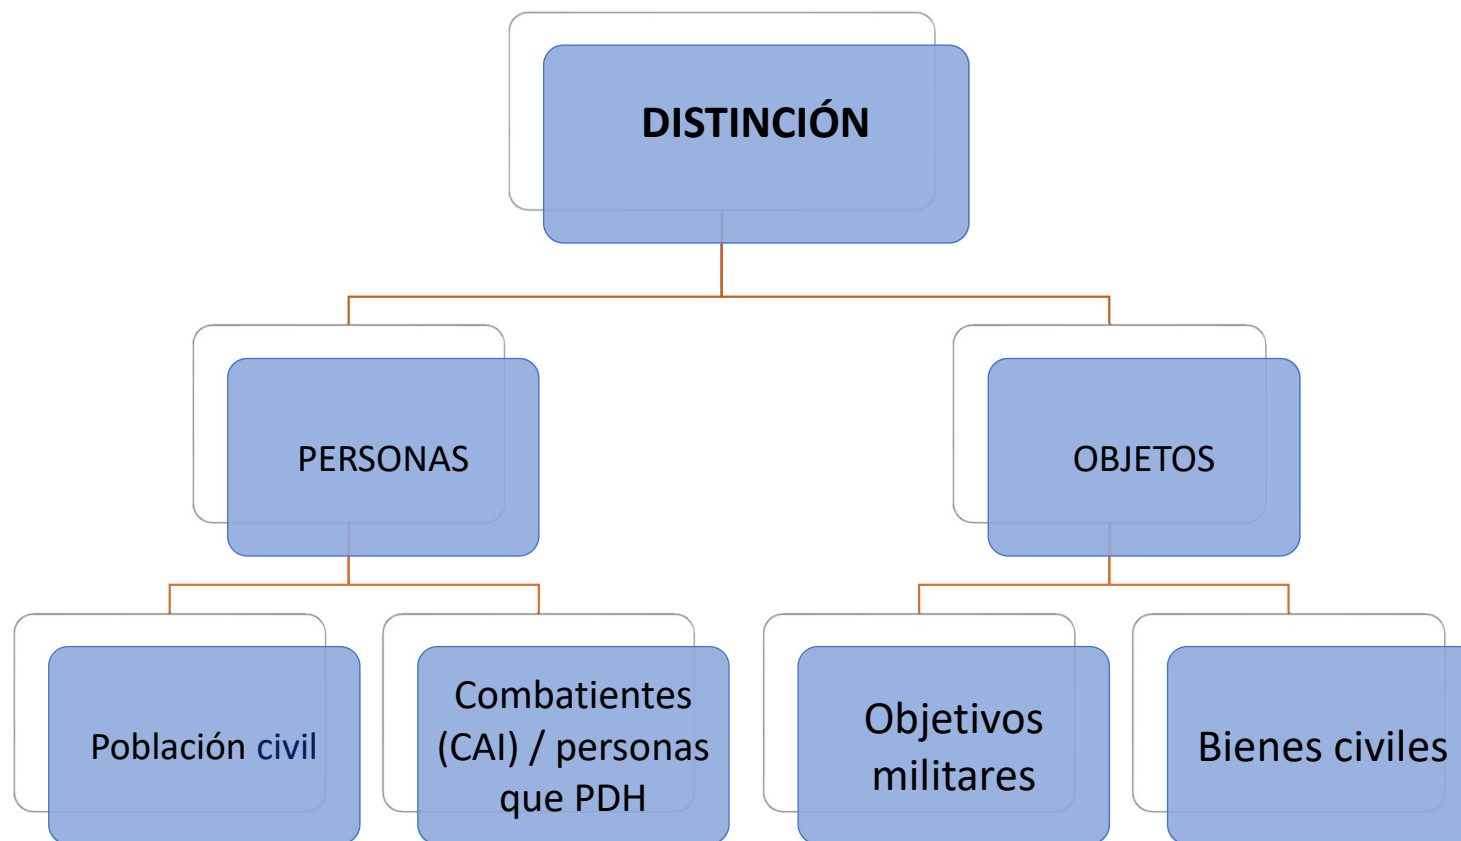 DISTINCIÓN
PERSONAS
OBJETOS
Población civil
Combatientes
(CAI) / personas
que PDH
Objetivos
militares
Bienes civiles